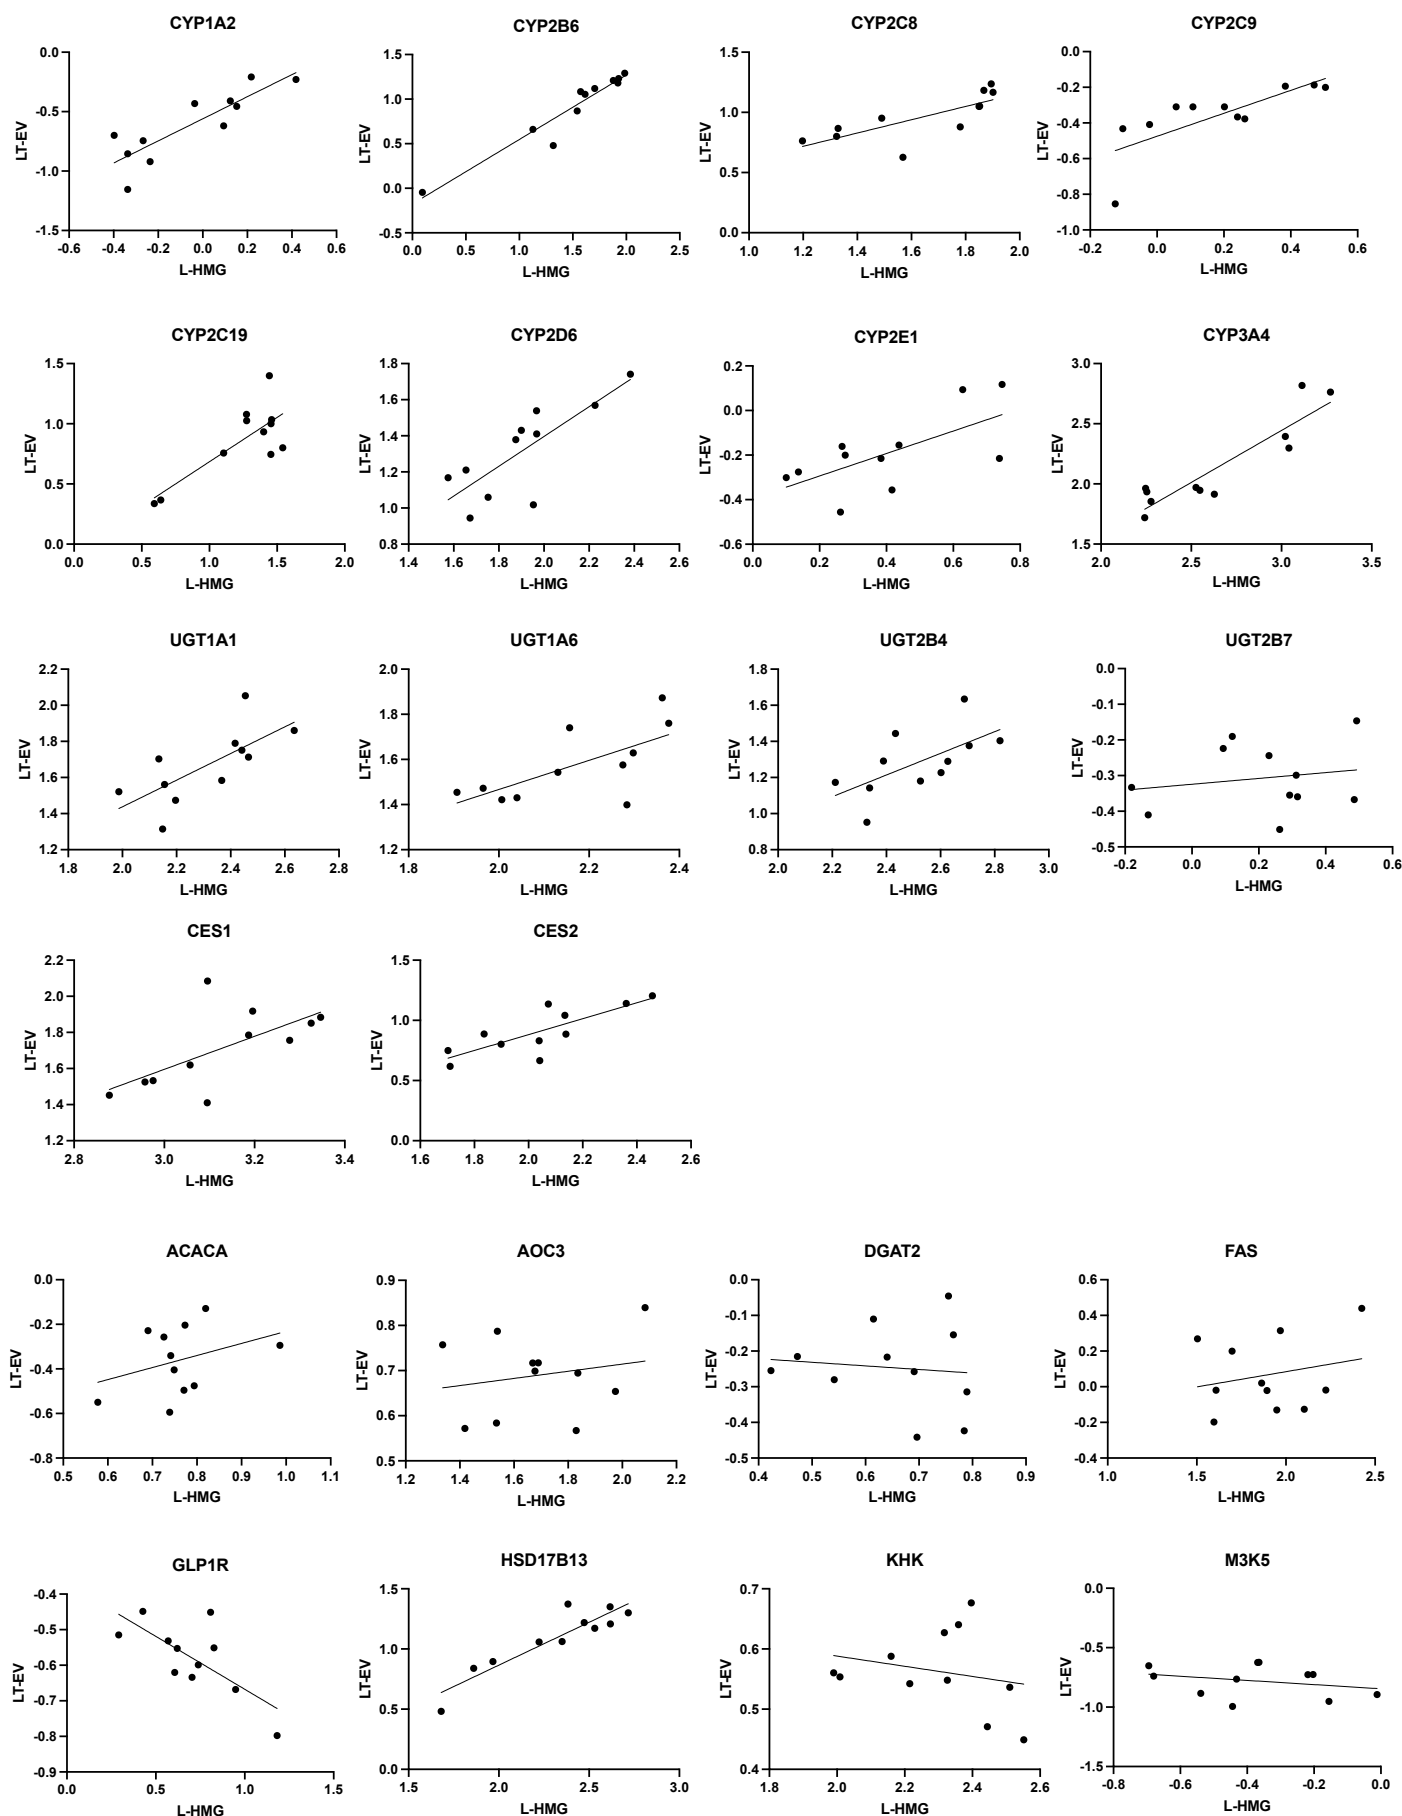 CYP1A2 CYP2B6 CYP2C8 CYP2C9
LT-EV
0.0
-0.5
-1.0
-1.5
-0.6 -0.4 -0.2 0.0 0.2 0.4 0.6
L-HMG
LT-EV
1.5
1.0
0.5
0.0
-0.5
0.0 0.5 1.0 1.5 2.0 2.5
L-HMG
LT-EV
1.5
1.0
0.5
0.0
1.0 1.2 1.4 1.6 1.8 2.0
L-HMG
LT-EV
0.0
-0.2
-0.4
-0.6
-0.8
-1.0
-0.2 0.0 0.2 0.4 0.6
L-HMG
CYP2C19 CYP2D6 CYP2E1 CYP3A4
LT-EV
1.5
1.0
0.5
0.0
0.0 0.5 1.0 1.5 2.0
L-HMG
LT-EV
1.8
1.6
1.4
1.2
1.0
0.8
1.4 1.6 1.8 2.0 2.2 2.4 2.6
L-HMG
LT-EV
0.2
0.0
-0.2
-0.4
-0.6
0.0 0.2 0.4 0.6 0.8
L-HMG
LT-EV
3.0
2.5
2.0
1.5
2.0 2.5 3.0 3.5
L-HMG
UGT1A1 UGT1A6 UGT2B4 UGT2B7
LT-EV
2.2
2.0
1.8
1.6
1.4
1.2
1.8 2.0 2.2 2.4 2.6 2.8
L-HMG
LT-EV
2.0
1.8
1.6
1.4
1.2
1.8 2.0 2.2 2.4
L-HMG
LT-EV
1.8
1.6
1.4
1.2
1.0
0.8
2.0 2.2 2.4 2.6 2.8 3.0
L-HMG
LT-EV
0.0
-0.1
-0.2
-0.3
-0.4
-0.5
-0.2 0.0 0.2 0.4 0.6
L-HMG
CES1 CES2
LT-EV
2.2
2.0
1.8
1.6
1.4
1.2
2.8 3.0 3.2 3.4
L-HMG
LT-EV
1.5
1.0
0.5
0.0
1.6 1.8 2.0 2.2 2.4 2.6
L-HMG
ACACA AOC3 DGAT2 FAS
LT-EV
0.0
-0.2
-0.4
-0.6
-0.8
0.5 0.6 0.7 0.8 0.9 1.0 1.1
L-HMG
LT-EV
0.9
0.8
0.7
0.6
0.5
1.2 1.4 1.6 1.8 2.0 2.2
L-HMG
LT-EV
0.0
-0.1
-0.2
-0.3
-0.4
-0.5
0.4 0.5 0.6 0.7 0.8 0.9
L-HMG
LT-EV
0.6
0.4
0.2
0.0
-0.2
-0.4
1.0 1.5 2.0 2.5
L-HMG
GLP1R HSD17B13 KHK M3K5
LT-EV
-0.4
-0.5
-0.6
-0.7
-0.8
-0.9
0.0 0.5 1.0 1.5
L-HMG
LT-EV
1.5
1.0
0.5
0.0
1.5 2.0 2.5 3.0
L-HMG
LT-EV
0.7
0.6
0.5
0.4
1.8 2.0 2.2 2.4 2.6
L-HMG
LT-EV
0.0
-0.5
-1.0
-1.5
-0.8 -0.6 -0.4 -0.2 0.0
L-HMG